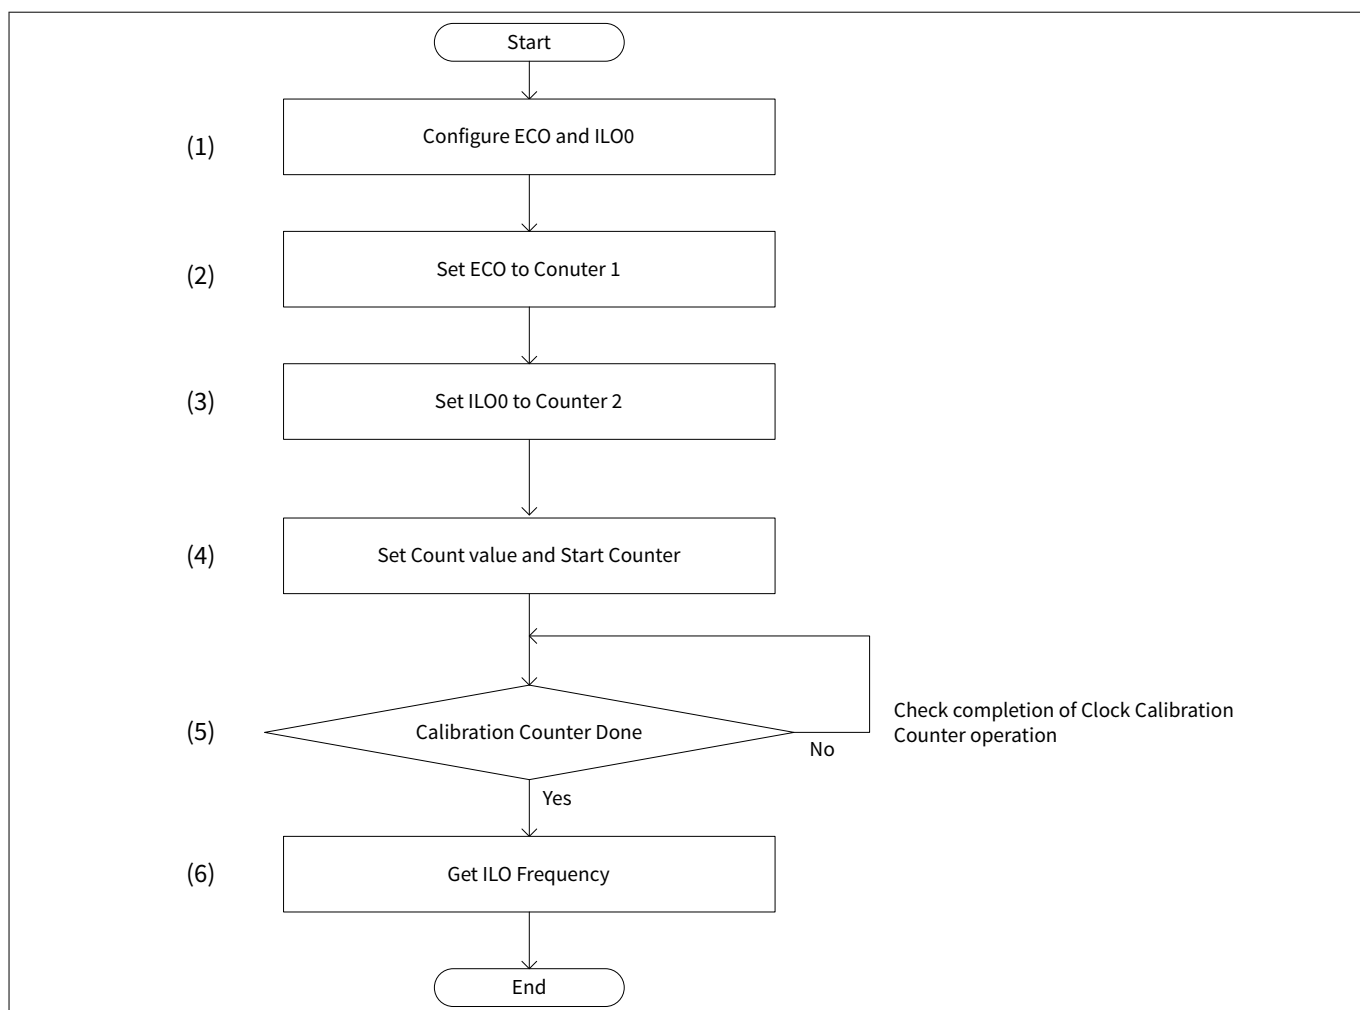 Start
(1)
Configure ECO and ILO0
(2)
Set ECO to Conuter 1
(3)
Set ILO0 to Counter 2
(4)
Set Count value and Start Counter
(5)
Calibration Counter Done
No
Check completion of Clock Calibration
Counter operation
Yes
(6)
Get ILO Frequency
End